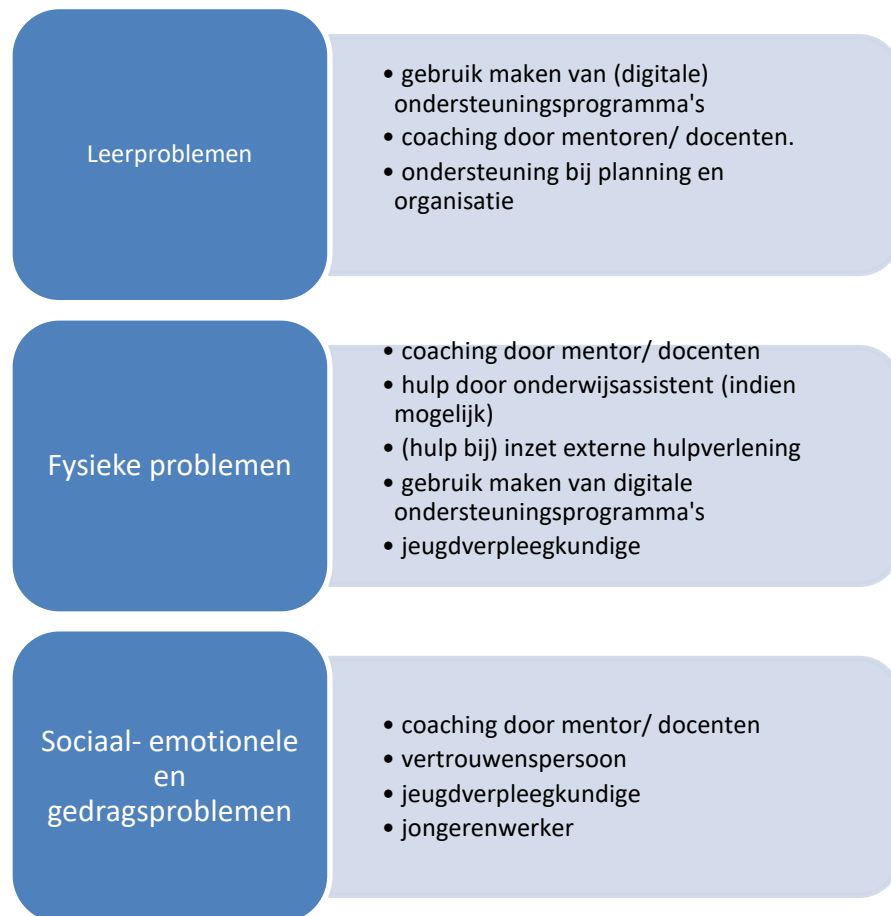 Leerproblemen
• gebruik maken van (digitale)
ondersteuningsprogramma's
• coaching door mentoren/ docenten.
• ondersteuning bij planning en
organisatie
Fysieke problemen
• coaching door mentor/ docenten
• hulp door onderwijsassistent (indien
mogelijk)
• (hulp bij) inzet externe hulpverlening
• gebruik maken van digitale
ondersteuningsprogramma's
• jeugdverpleegkundige
Sociaal- emotionele
en
gedragsproblemen
• coaching door mentor/ docenten
• vertrouwenspersoon
• jeugdverpleegkundige
• jongerenwerker